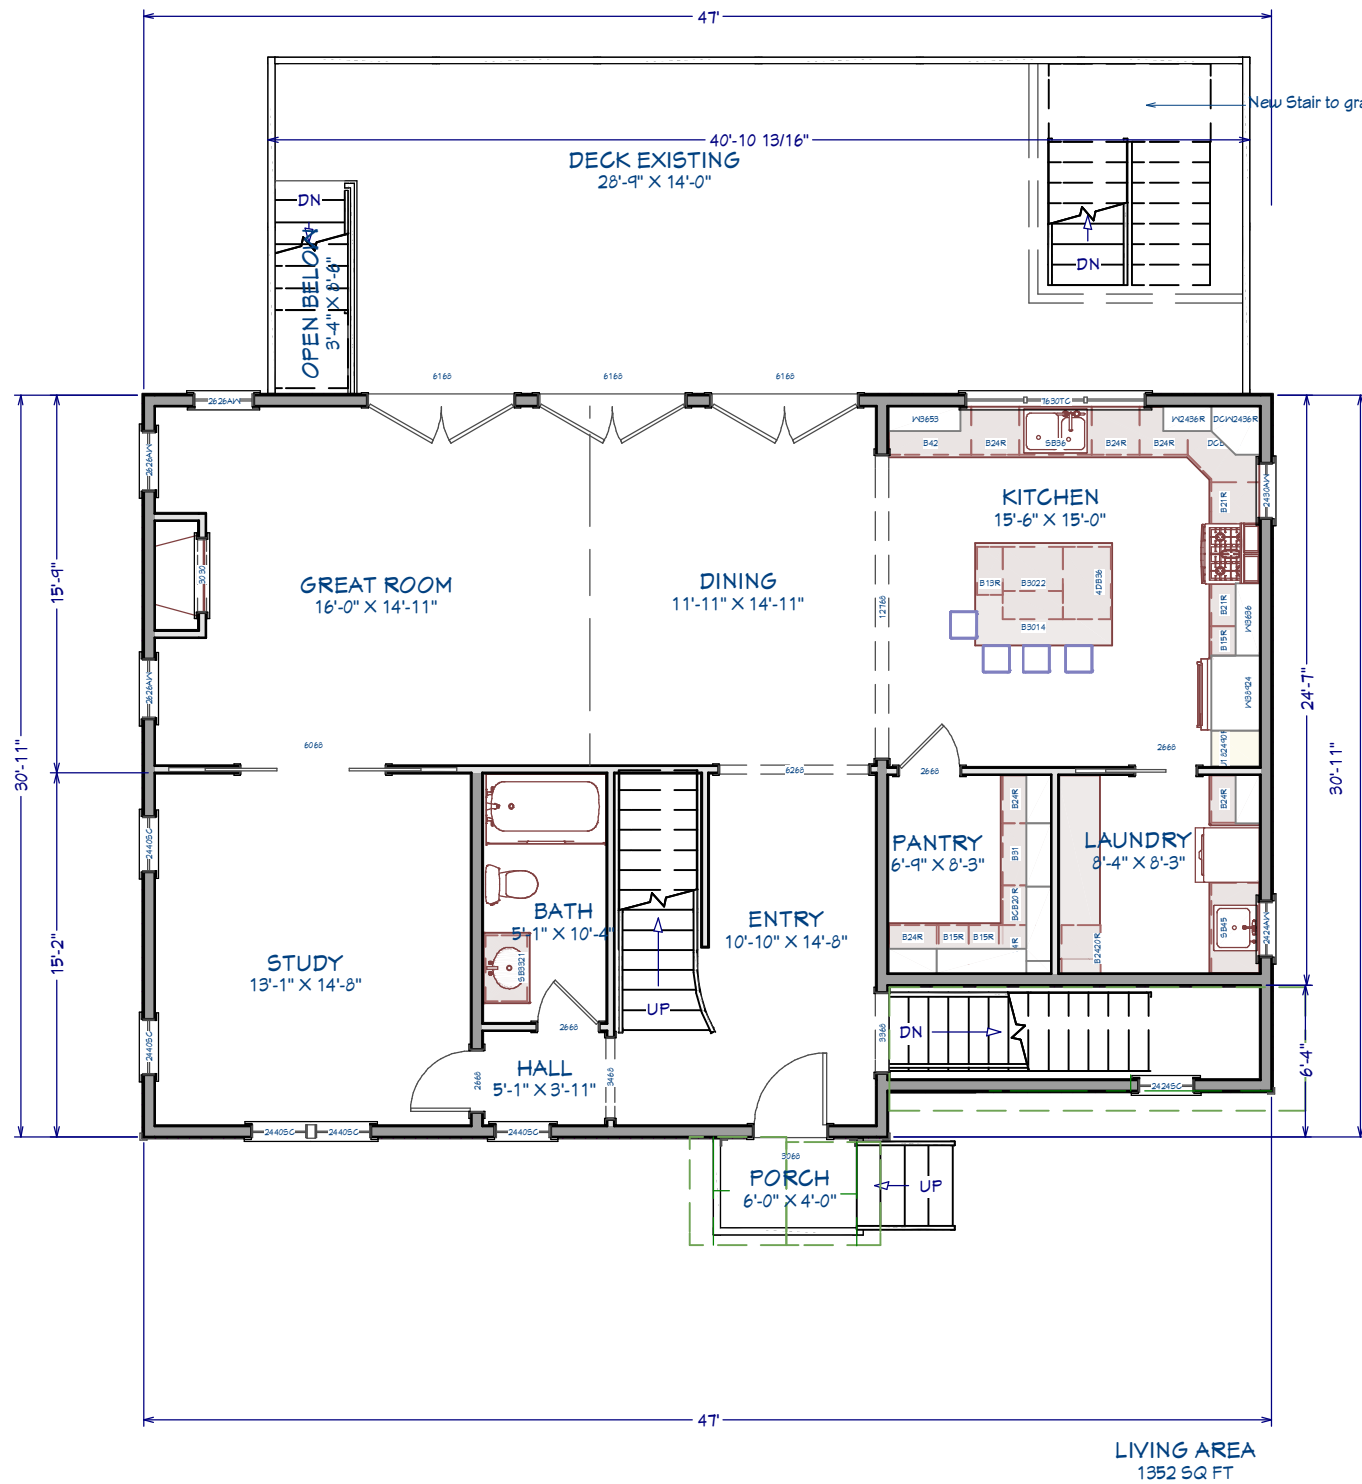 47'
New Stair to gra
40'-10 13/16"
DECK EXISTING
28'-9" X 14'-0"
DN
DN
OPEN BELOW
3'-4" X 8'-6"
6168
6168
6168
2626AW
7630TC
W3653
W2436R
DCW2436R
B42
B24R
SB36
B24R
B24R
2626AW
2430AW
B21R
KITCHEN
15'-6" X 15'-0"
15'-9"
3030
GREAT ROOM
16'-0" X 14'-11"
DINING
11'-11" X 14'-11"
12768
B13R
B3022
4DB36
B3014
B21R
W3636
B15R
2626AW
W38924
24'-7"
30'-11"
30'-11"
6068
6268
2668
2668
B24R
B24R
2440SC
PANTRY
6'-9" X 8'-3"
B31
LAUNDRY
8'-4" X 8'-3"
BATH
5'-1" X 10'-4"
ENTRY
10'-10" X 14'-8"
BCB20R
B24R
B15R
B15R
4R
B2420R
SB45
2424AW
15'-2"
STUDY
13'-1" X 14'-8"
SB3321
UP
2668
2440SC
3368
DN
6'-4"
HALL
5'-1" X 3'-11"
2668
3468
2424SC
2440SC
2440SC
2440SC
3068
PORCH
6'-0" X 4'-0"
UP
47'
LIVING AREA
1352 SQ FT